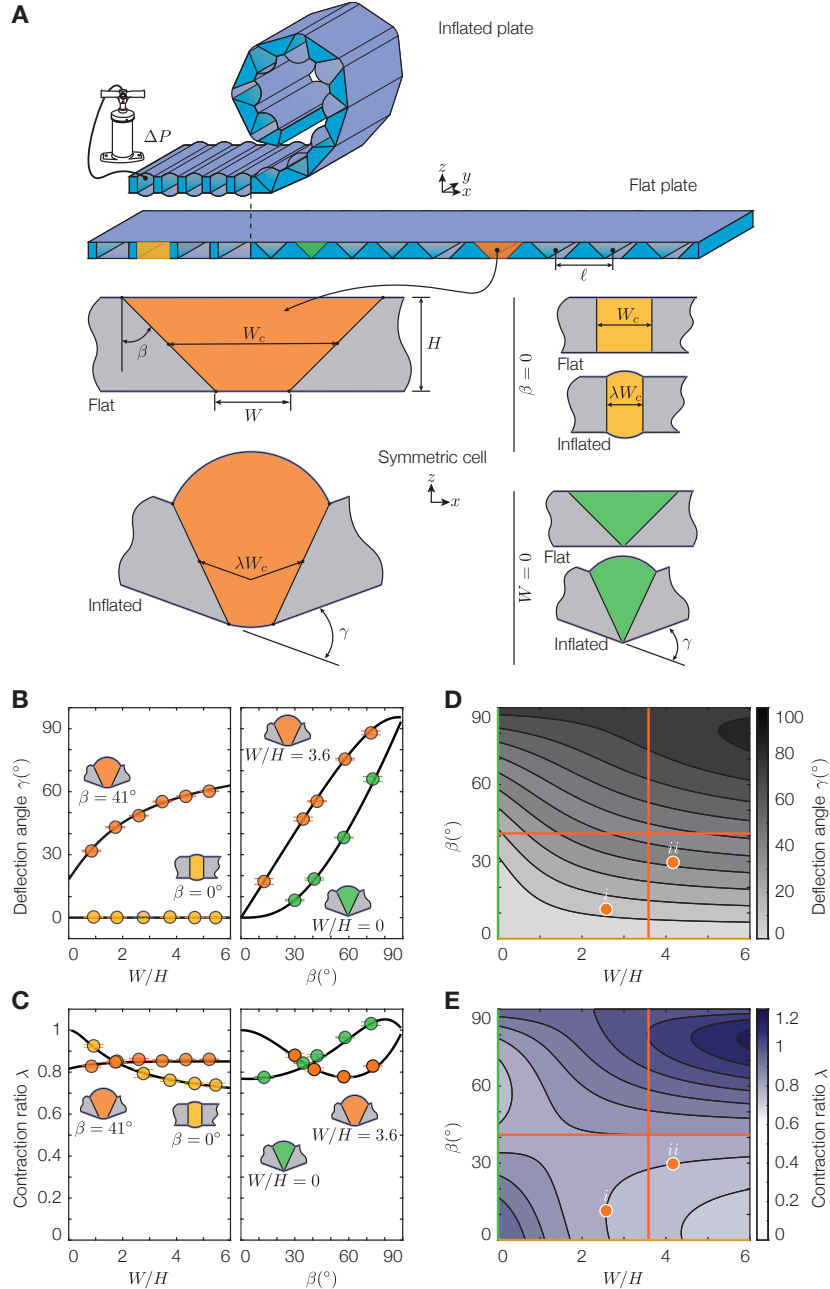 A
Inflated plate
ΔP
z
y
x
Flat plate
ℓ
W_c
β
H
Flat
W
β = 0
W_c
Flat
λW_c
Inflated
Symmetric cell
z
x
λW_c
Inflated
γ
W = 0
Flat
Inflated
γ
B
Deflection angle γ(°)
90
60
30
0
β = 41°
β = 0°
0 2 4 6
W/H
W/H = 3.6
W/H = 0
0 30 60 90
β(°)
D
β(°)
90
60
30
0
i
ii
0 2 4 6
W/H
100
80
60
40
20
0
Deflection angle γ(°)
C
Contraction ratio λ
1
0.8
0.6
0.4
0.2
0
β = 41°
β = 0°
0 2 4 6
W/H
W/H = 3.6
W/H = 0
0 30 60 90
β(°)
E
β(°)
90
60
30
0
i
ii
0 2 4 6
W/H
1.2
1
0.8
0.6
0.4
0.2
0
Contraction ratio λ